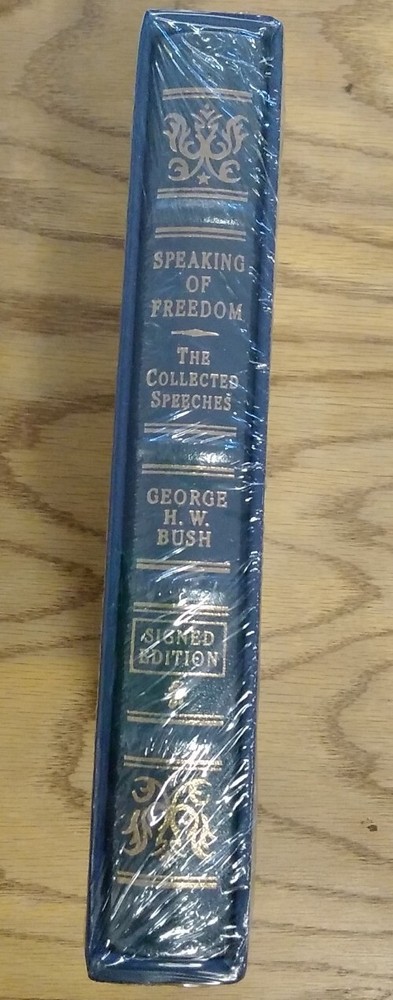 SPEAKING
OF
FREEDOM
THE
COLLECTED
SPEECHES
GEORGE
H. W.
BUSH
SIGNED
EDITION